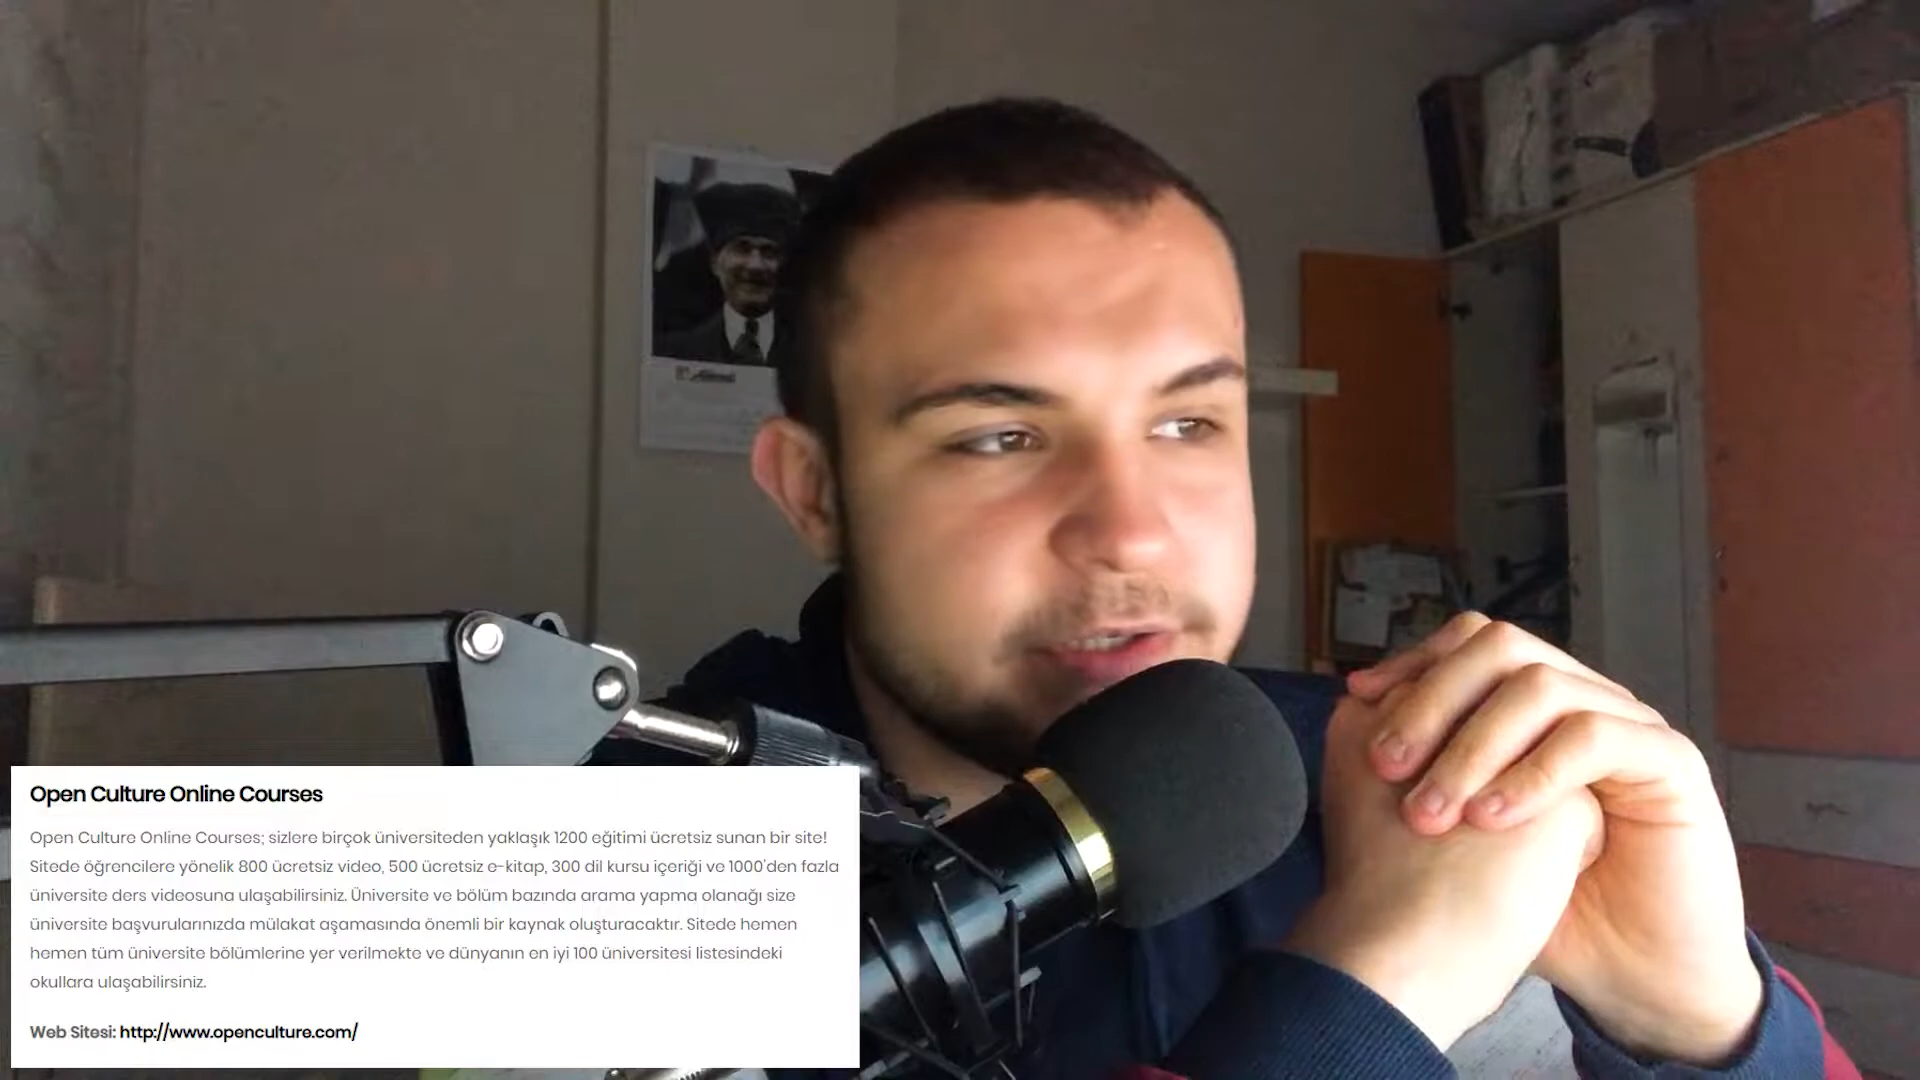 Open Culture Online Courses
Open Culture Online Courses; sizlere birçok üniversiteden yaklaşık 1200 eğitimi ücretsiz sunan bir site!
Sitede öğrencilere yönelik 800 ücretsiz video, 500 ücretsiz e-kitap, 300 dil kursu içeriği ve 1000'den fazla
üniversite ders videosuna ulaşabilirsiniz. Üniversite ve bölüm bazında arama yapma olanağı size
üniversite başvurularınızda mülakat aşamasında önemli bir kaynak oluşturacaktır. Sitede hemen
hemen tüm üniversite bölümlerine yer verilmekte ve dünyanın en iyi 100 üniversitesi listesindeki
okullara ulaşabilirsiniz.
Web Sitesi: http://www.openculture.com/